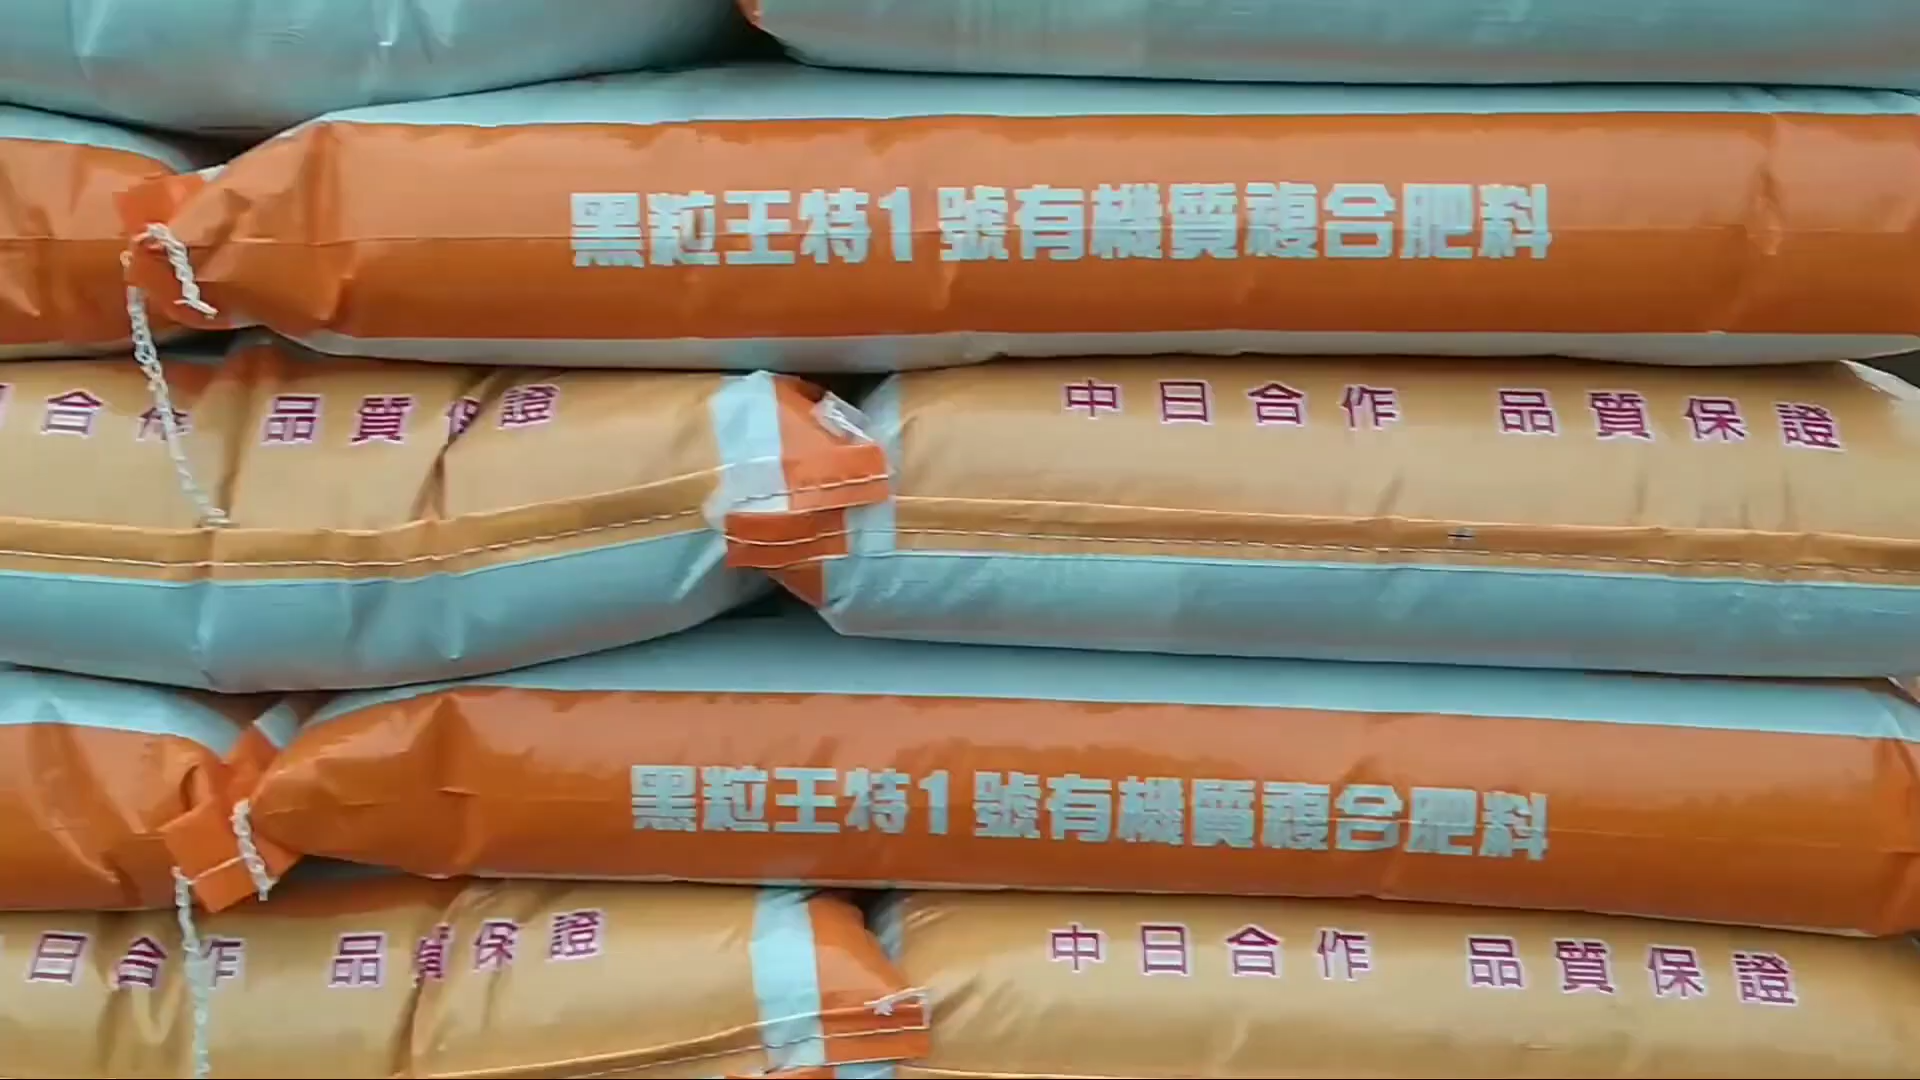 黑粒王特1號有機質複合肥料
合作 品質保證
中日合作 品質保證
黑粒王特1號有機質複合肥料
日合作 品質保證
中日合作 品質保證